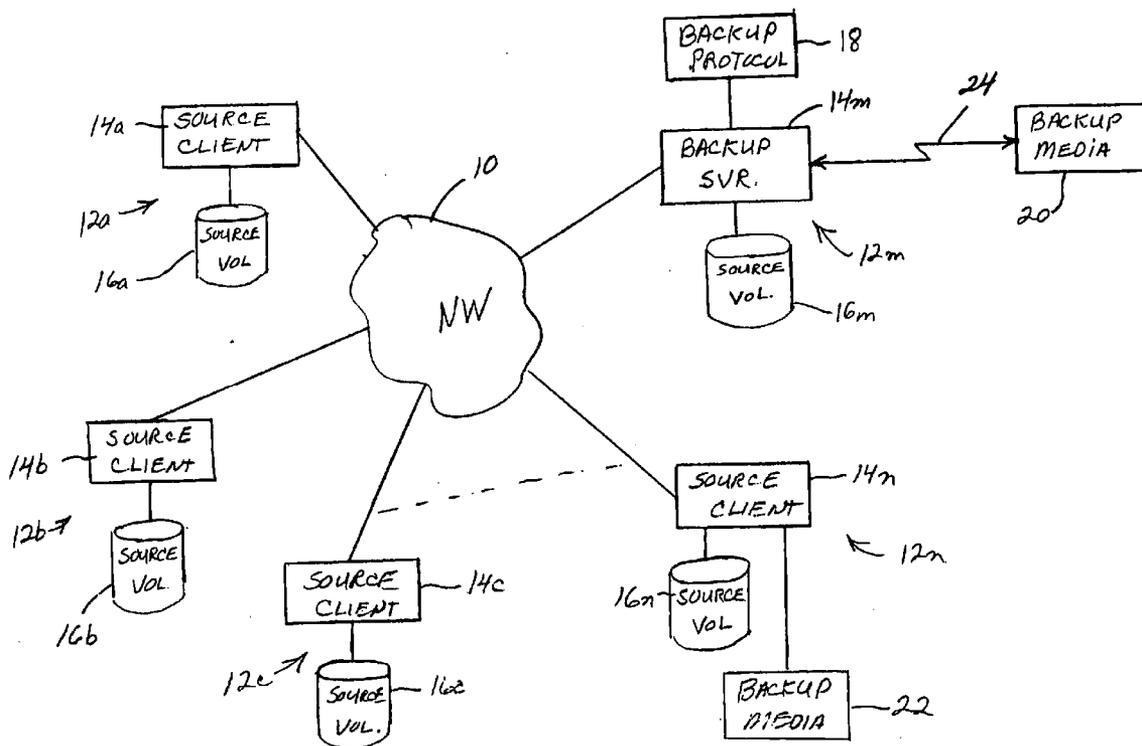 BACKUP
PROTOCOL
18
14m
24
BACKUP
SVR.
BACKUP
MEDIA
20
12m
SOURCE
VOL.
16m
14a
SOURCE
CLIENT
12a
SOURCE
VOL
16a
10
NW
SOURCE
CLIENT
14b
12b
SOURCE
VOL.
16b
SOURCE
CLIENT
14c
12c
SOURCE
VOL.
16c
SOURCE
CLIENT
14n
12n
16n
SOURCE
VOL
BACKUP
MEDIA
22